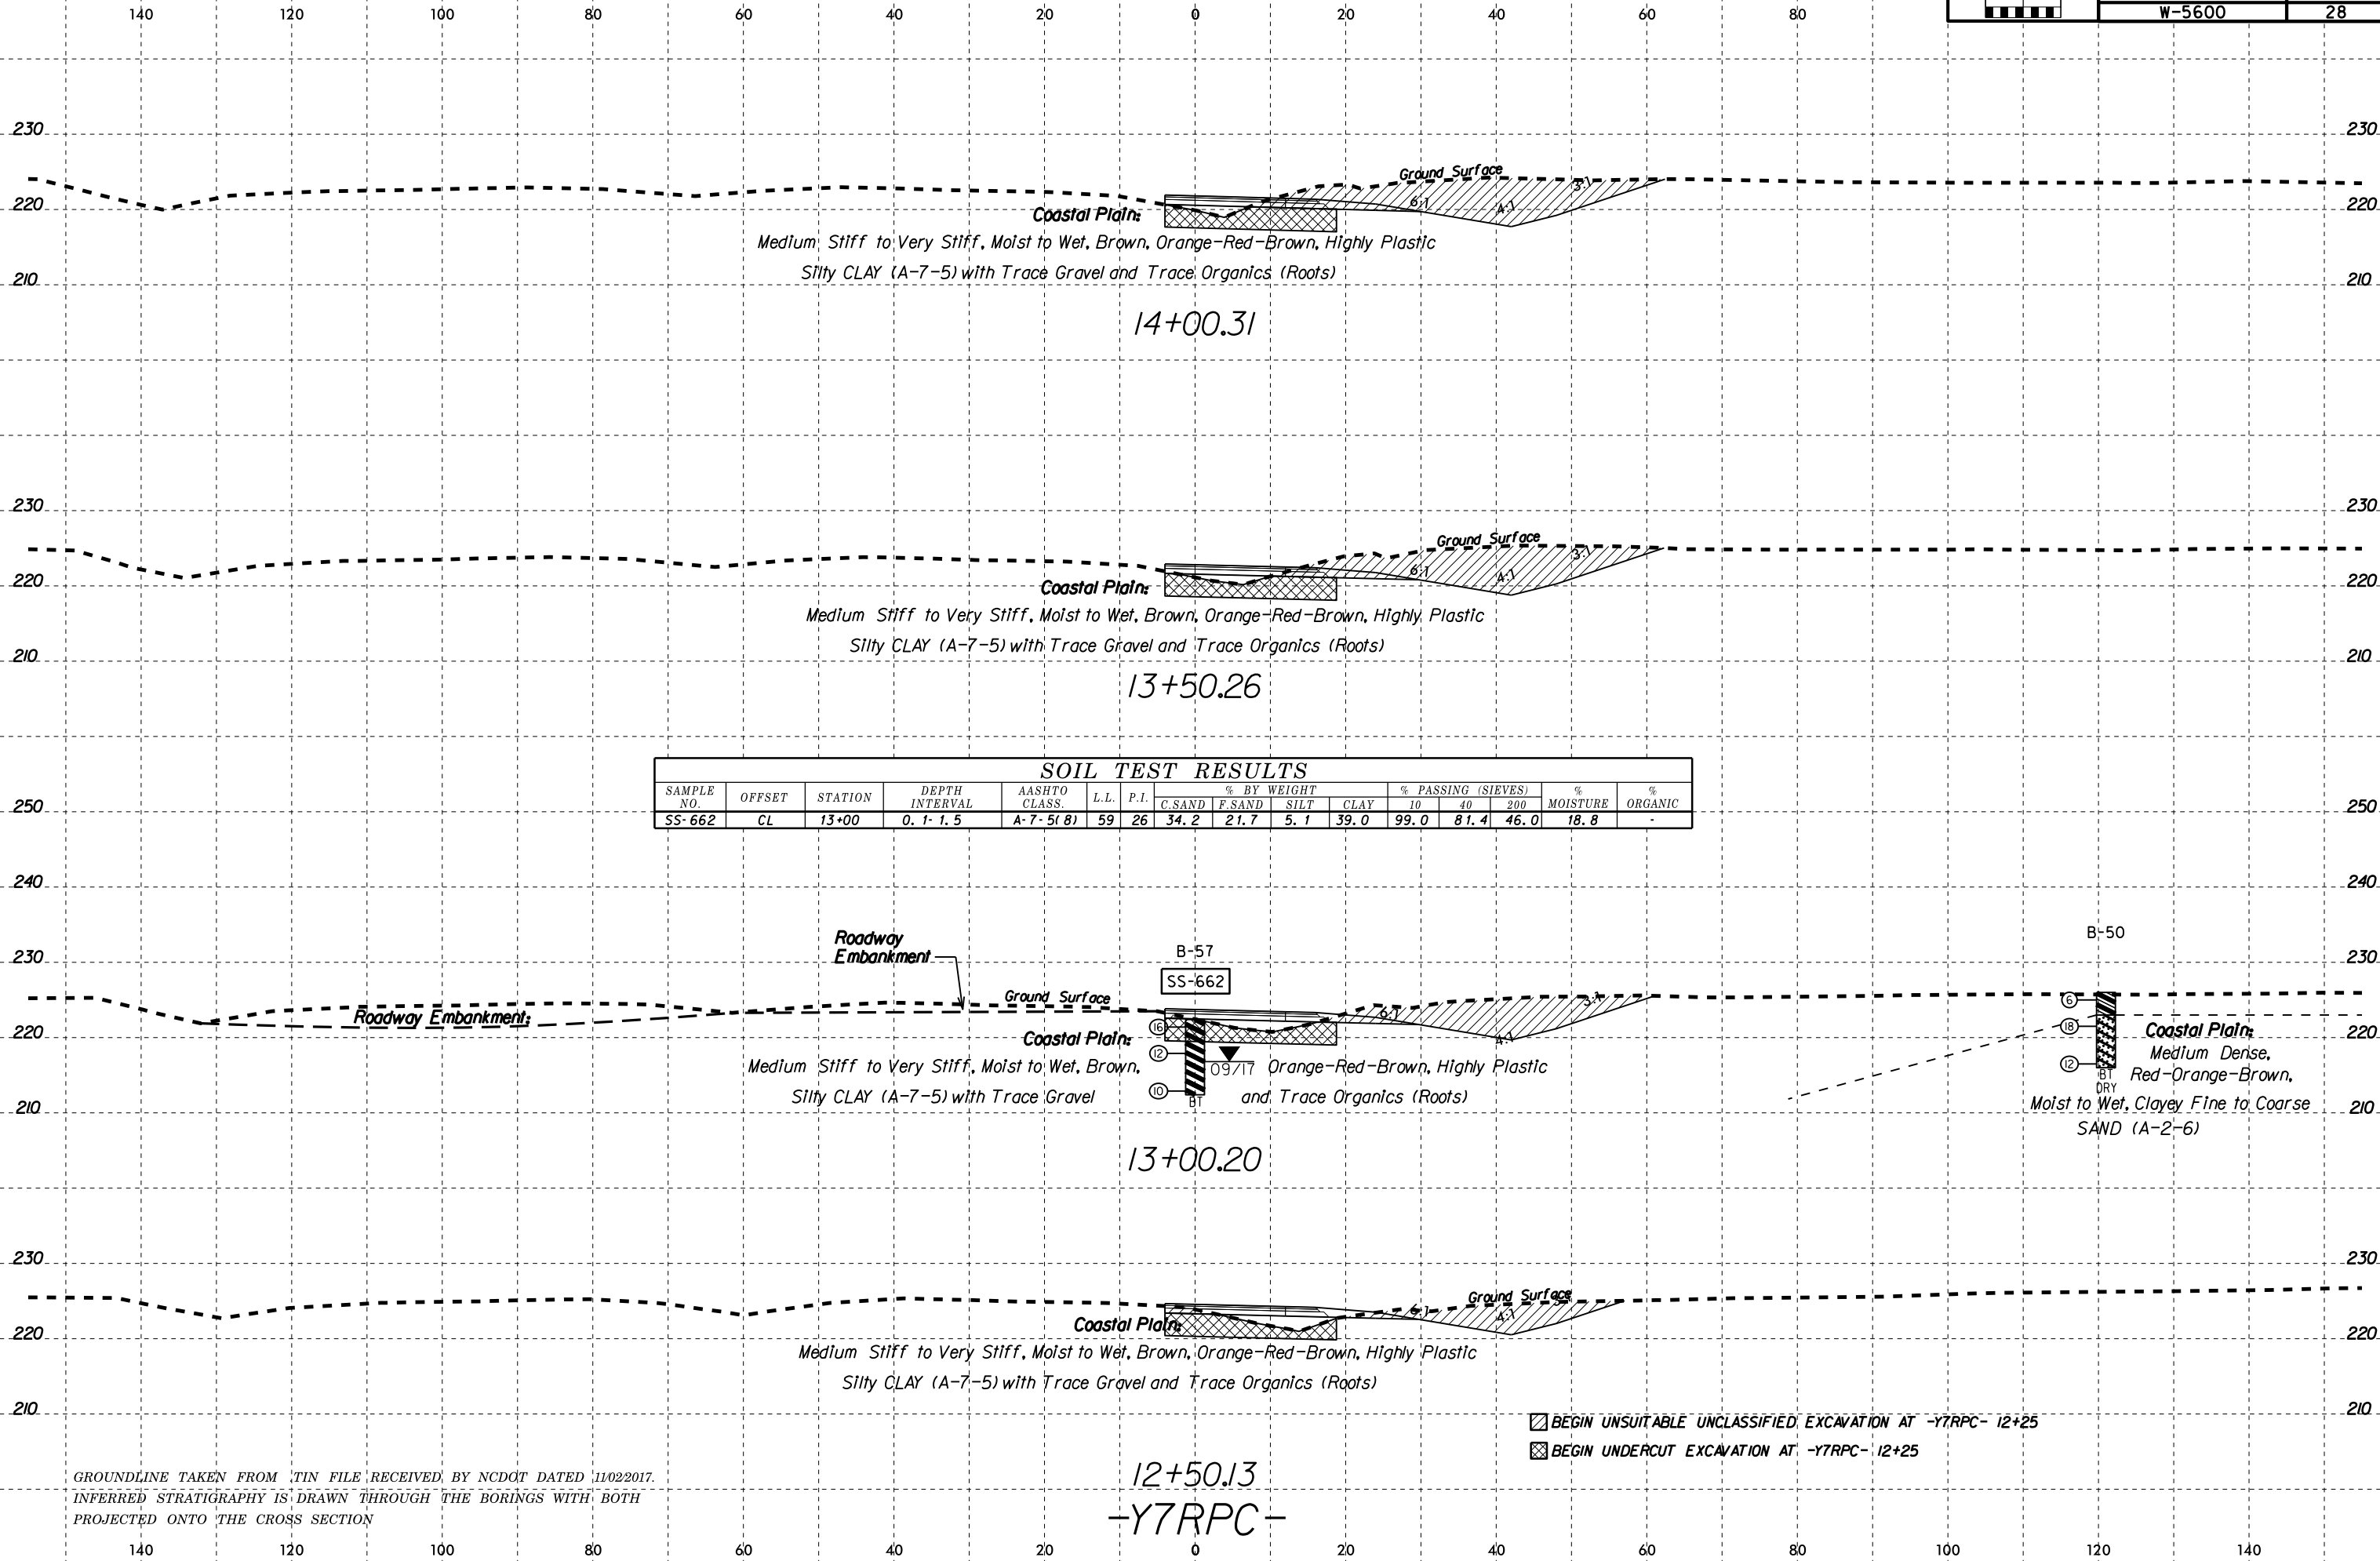 140 120 100 80 60 40 20 0 20 40 60 80
W-5600 28
230 230
Ground Surface
3:1
220 6:1 4:1 220
Coastal Plain:
Medium Stiff to Very Stiff, Moist to Wet, Brown, Orange-Red-Brown, Highly Plastic
Silty CLAY (A-7-5) with Trace Gravel and Trace Organics (Roots)
210 210
14+00.31
230 230
Ground Surface
3:1
6:1 4:1
220 220
Coastal Plain:
Medium Stiff to Very Stiff, Moist to Wet, Brown, Orange-Red-Brown, Highly Plastic
Silty CLAY (A-7-5) with Trace Gravel and Trace Organics (Roots)
210 210
13+50.26
SOIL TEST RESULTS
SAMPLE NO. OFFSET STATION DEPTH INTERVAL AASHTO CLASS. L.L. P.I. % BY WEIGHT % PASSING (SIEVES) % MOISTURE % ORGANIC
C.SAND F.SAND SILT CLAY 10 40 200
SS-662 CL 13+00 0.1-1.5 A-7-5(8) 59 26 34.2 21.7 5.1 39.0 99.0 81.4 46.0 18.8 -
250 250
240 240
Roadway
Embankment
B-57
B-50
230 230
SS-662
Ground Surface
3:1
6
Roadway Embankment:
6:1
16
18
220 220
Coastal Plain:
4:1
Coastal Plain:
12
Medium Dense,
Medium Stiff to Very Stiff, Moist to Wet, Brown, 09/17 Orange-Red-Brown, Highly Plastic
12
BT
Red-Orange-Brown,
DRY
10
Silty CLAY (A-7-5) with Trace Gravel and Trace Organics (Roots)
BT
Moist to Wet, Clayey Fine to Coarse
210 210
SAND (A-2-6)
13+00.20
230 230
Ground Surface
6:1 4:1
220 220
Coastal Plain:
Medium Stiff to Very Stiff, Moist to Wet, Brown, Orange-Red-Brown, Highly Plastic
Silty CLAY (A-7-5) with Trace Gravel and Trace Organics (Roots)
210 210
BEGIN UNSUITABLE UNCLASSIFIED EXCAVATION AT -Y7RPC- 12+25
BEGIN UNDERCUT EXCAVATION AT -Y7RPC- 12+25
12+50.13
-Y7RPC-
GROUNDLINE TAKEN FROM .TIN FILE RECEIVED BY NCDOT DATED 11/02/2017.
INFERRED STRATIGRAPHY IS DRAWN THROUGH THE BORINGS WITH BOTH
PROJECTED ONTO THE CROSS SECTION
140 120 100 80 60 40 20 0 20 40 60 80 100 120 140